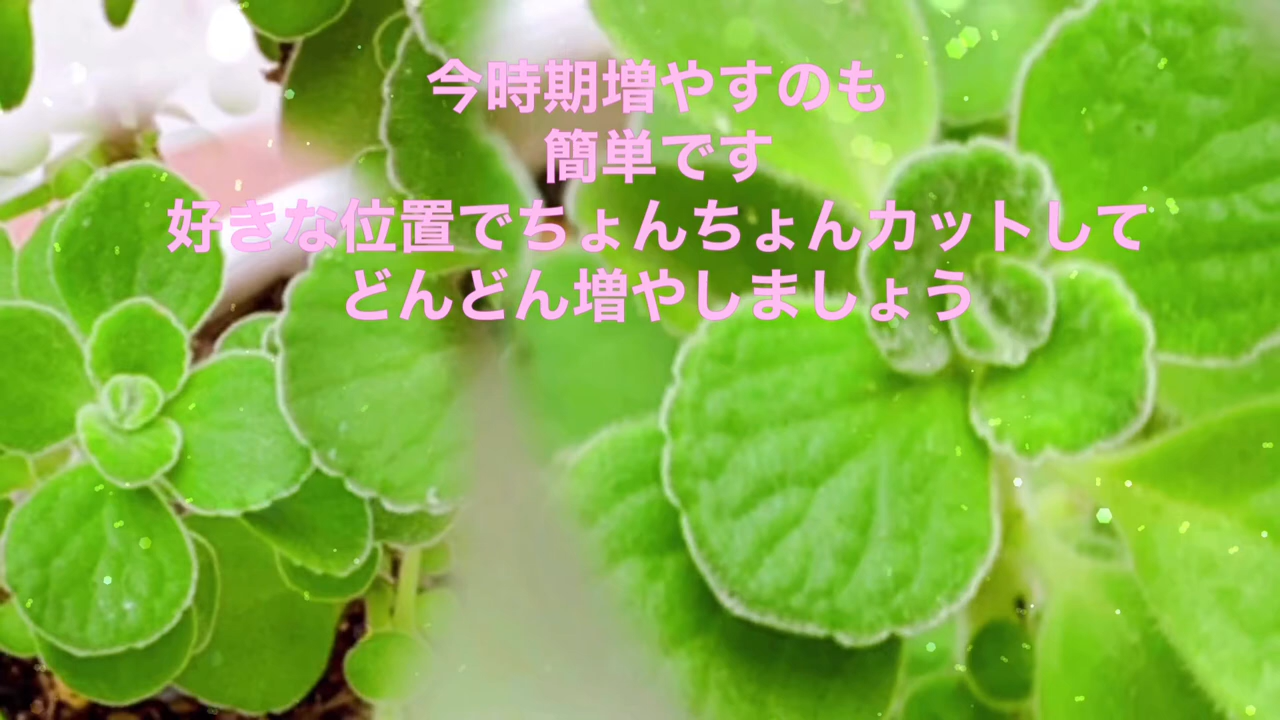 今時期増やすのも
簡単です
好きな位置でちょんちょんカットして
どんどん増やしましょう